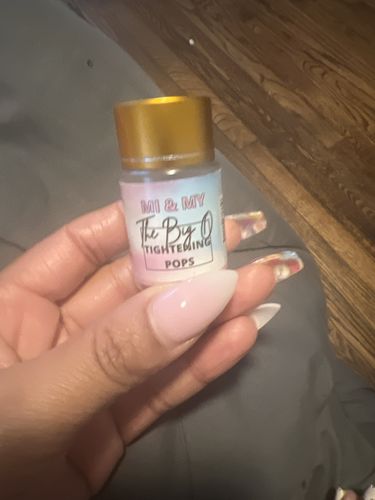 MI & MY
The Big O
TIGHTENING
POPS